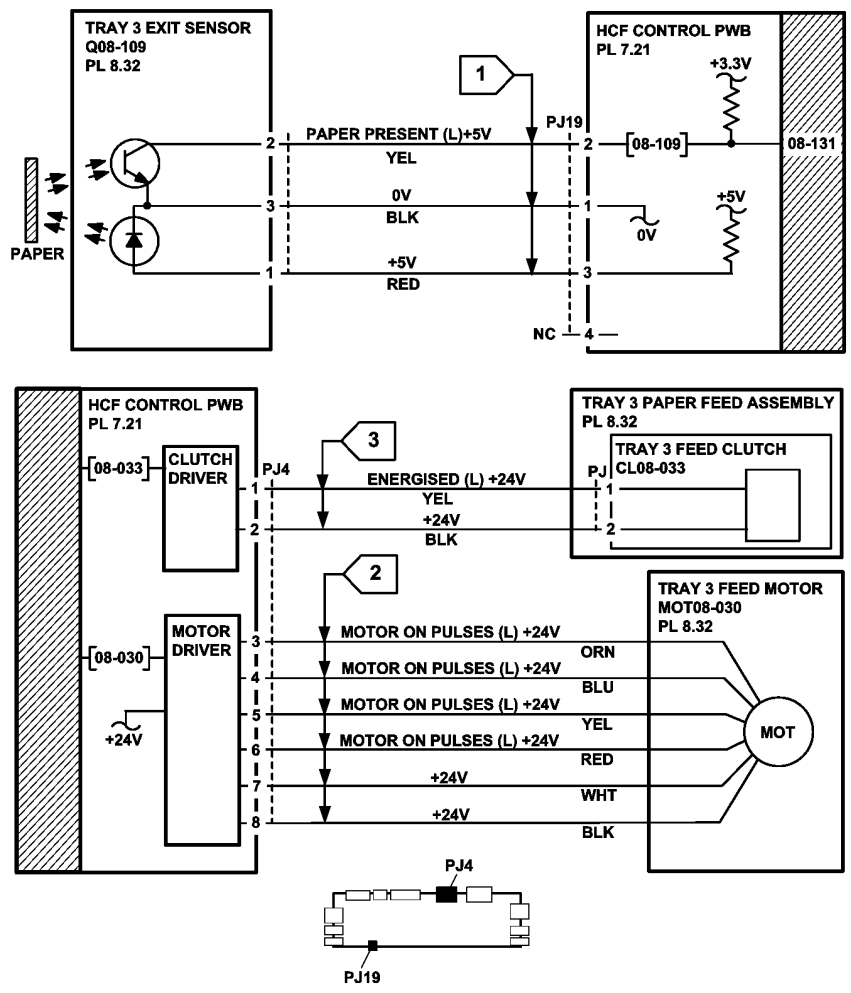 TRAY 3 EXIT SENSOR
Q08-109
PL 8.32
HCF CONTROL PWB
PL 7.21
+3.3V
1
PJ19
2 PAPER PRESENT (L)+5V 2 [08-109] 08-131
YEL
3 0V 1 +5V
BLK
0V
PAPER
1 +5V 3
RED
NC 4
HCF CONTROL PWB
PL 7.21
TRAY 3 PAPER FEED ASSEMBLY
PL 8.32
3
TRAY 3 FEED CLUTCH
CL08-033
[08-033] CLUTCH
DRIVER
PJ4
PJ
1 ENERGISED (L) +24V 1
YEL
2 +24V 2
BLK
2
TRAY 3 FEED MOTOR
MOT08-030
PL 8.32
[08-030] MOTOR
DRIVER
+24V
3 MOTOR ON PULSES (L) +24V
ORN
4 MOTOR ON PULSES (L) +24V
BLU
5 MOTOR ON PULSES (L) +24V
YEL
MOT
6 MOTOR ON PULSES (L) +24V
RED
7 +24V
WHT
8 +24V
BLK
PJ4
PJ19